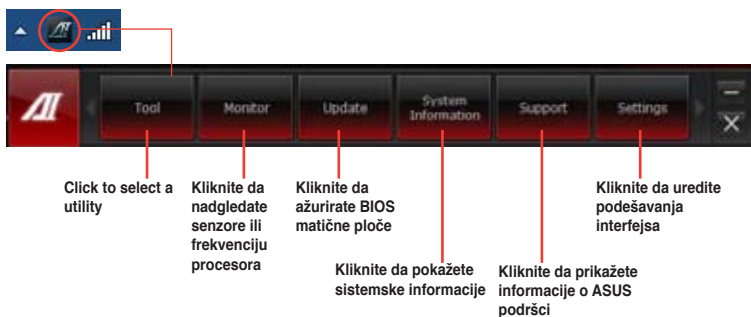 AI
AI
Tool
Monitor
Update
System
Information
Support
Settings
Click to select a
utility
Kliknite da
nadgledate
senzore ili
frekvenciju
procesora
Kliknite da
ažurirate BIOS
matične ploče
Kliknite da pokažete
sistemske informacije
Kliknite da prikažete
informacije o ASUS
podršci
Kliknite da uredite
podešavanja
interfejsa